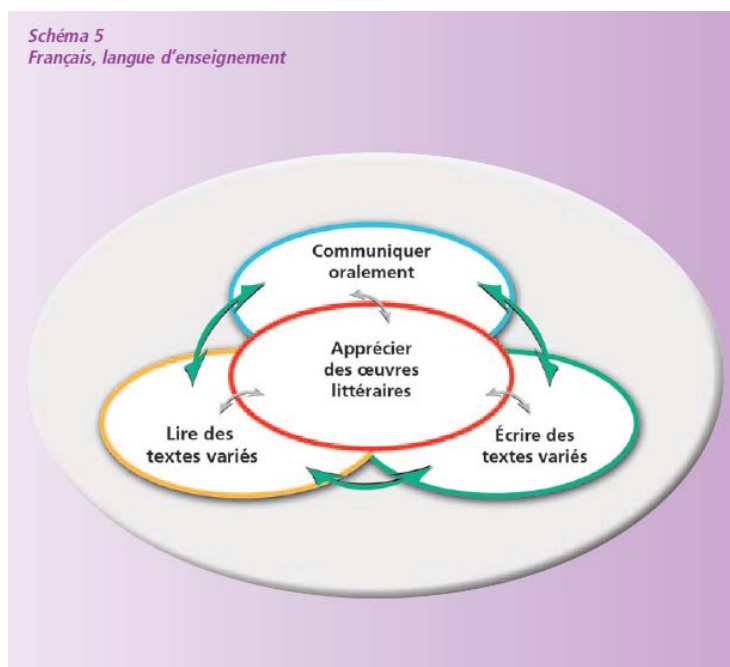 Schéma 5
Français, langue d'enseignement
Communiquer
oralement
Apprécier
des œuvres
littéraires
Lire des
textes variés
Écrire des
textes variés